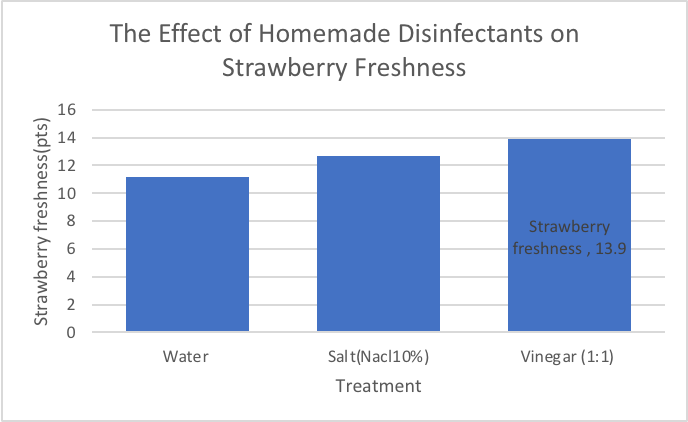 The Effect of Homemade Disinfectants on
Strawberry Freshness
Strawberry freshness(pts)
16
14
12
10
8
6
4
2
0
Strawberry
freshness , 13.9
Water
Salt(Nacl10%)
Vinegar (1:1)
Treatment